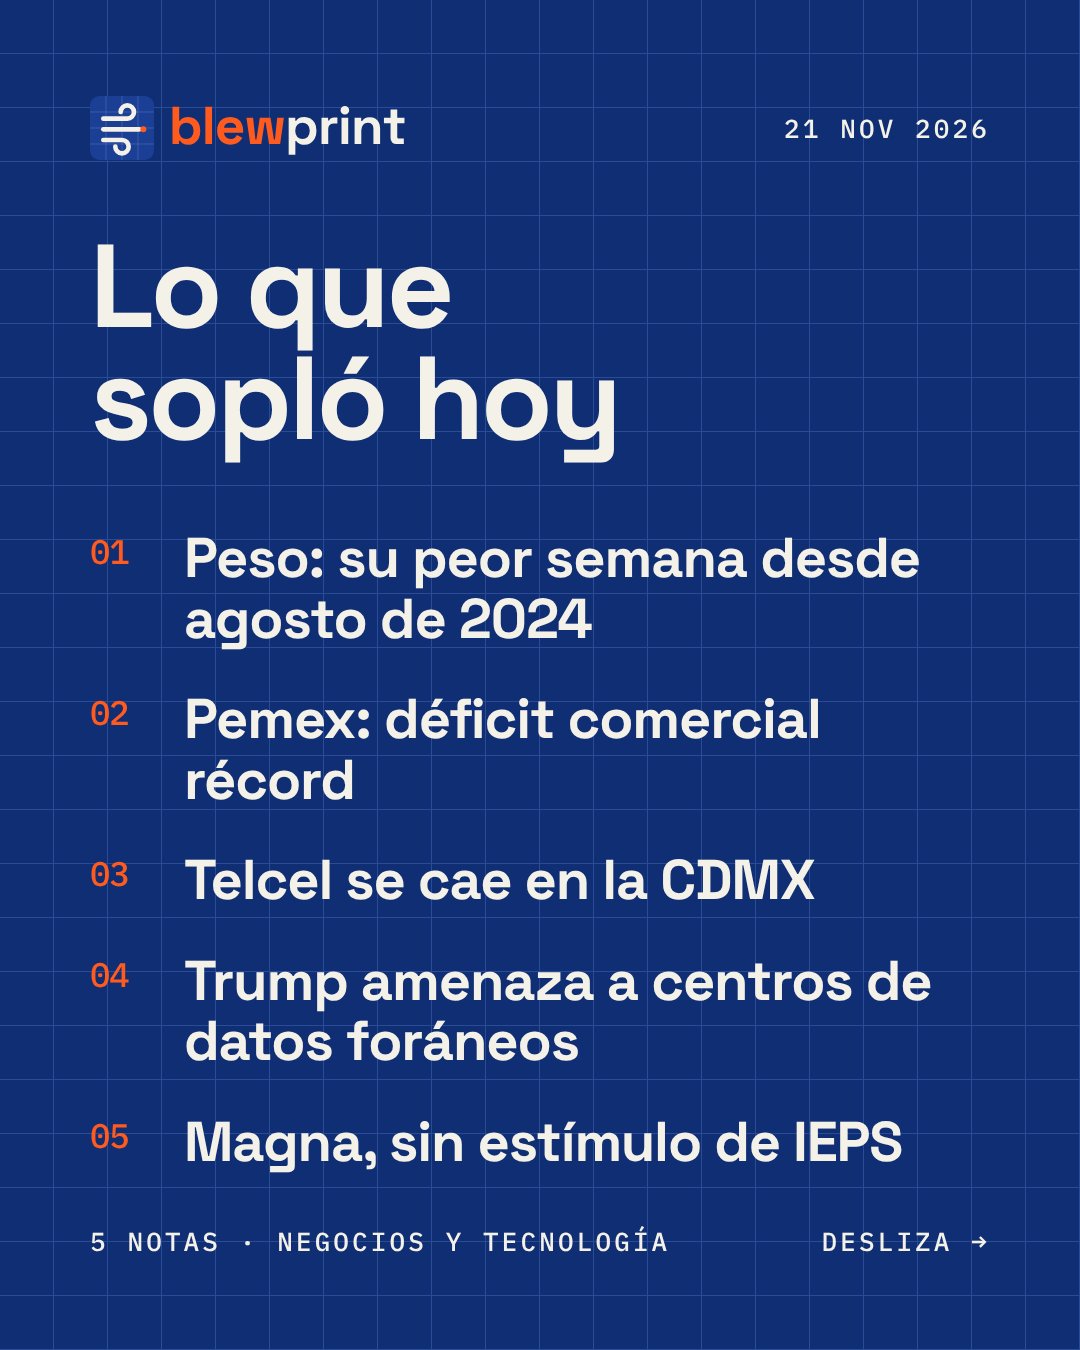 blewprint
21 NOV 2026
Lo que
sopló hoy
01 Peso: su peor semana desde
agosto de 2024
02 Pemex: déficit comercial
récord
03 Telcel se cae en la CDMX
04 Trump amenaza a centros de
datos foráneos
05 Magna, sin estímulo de IEPS
5 NOTAS · NEGOCIOS Y TECNOLOGÍA
DESLIZA →